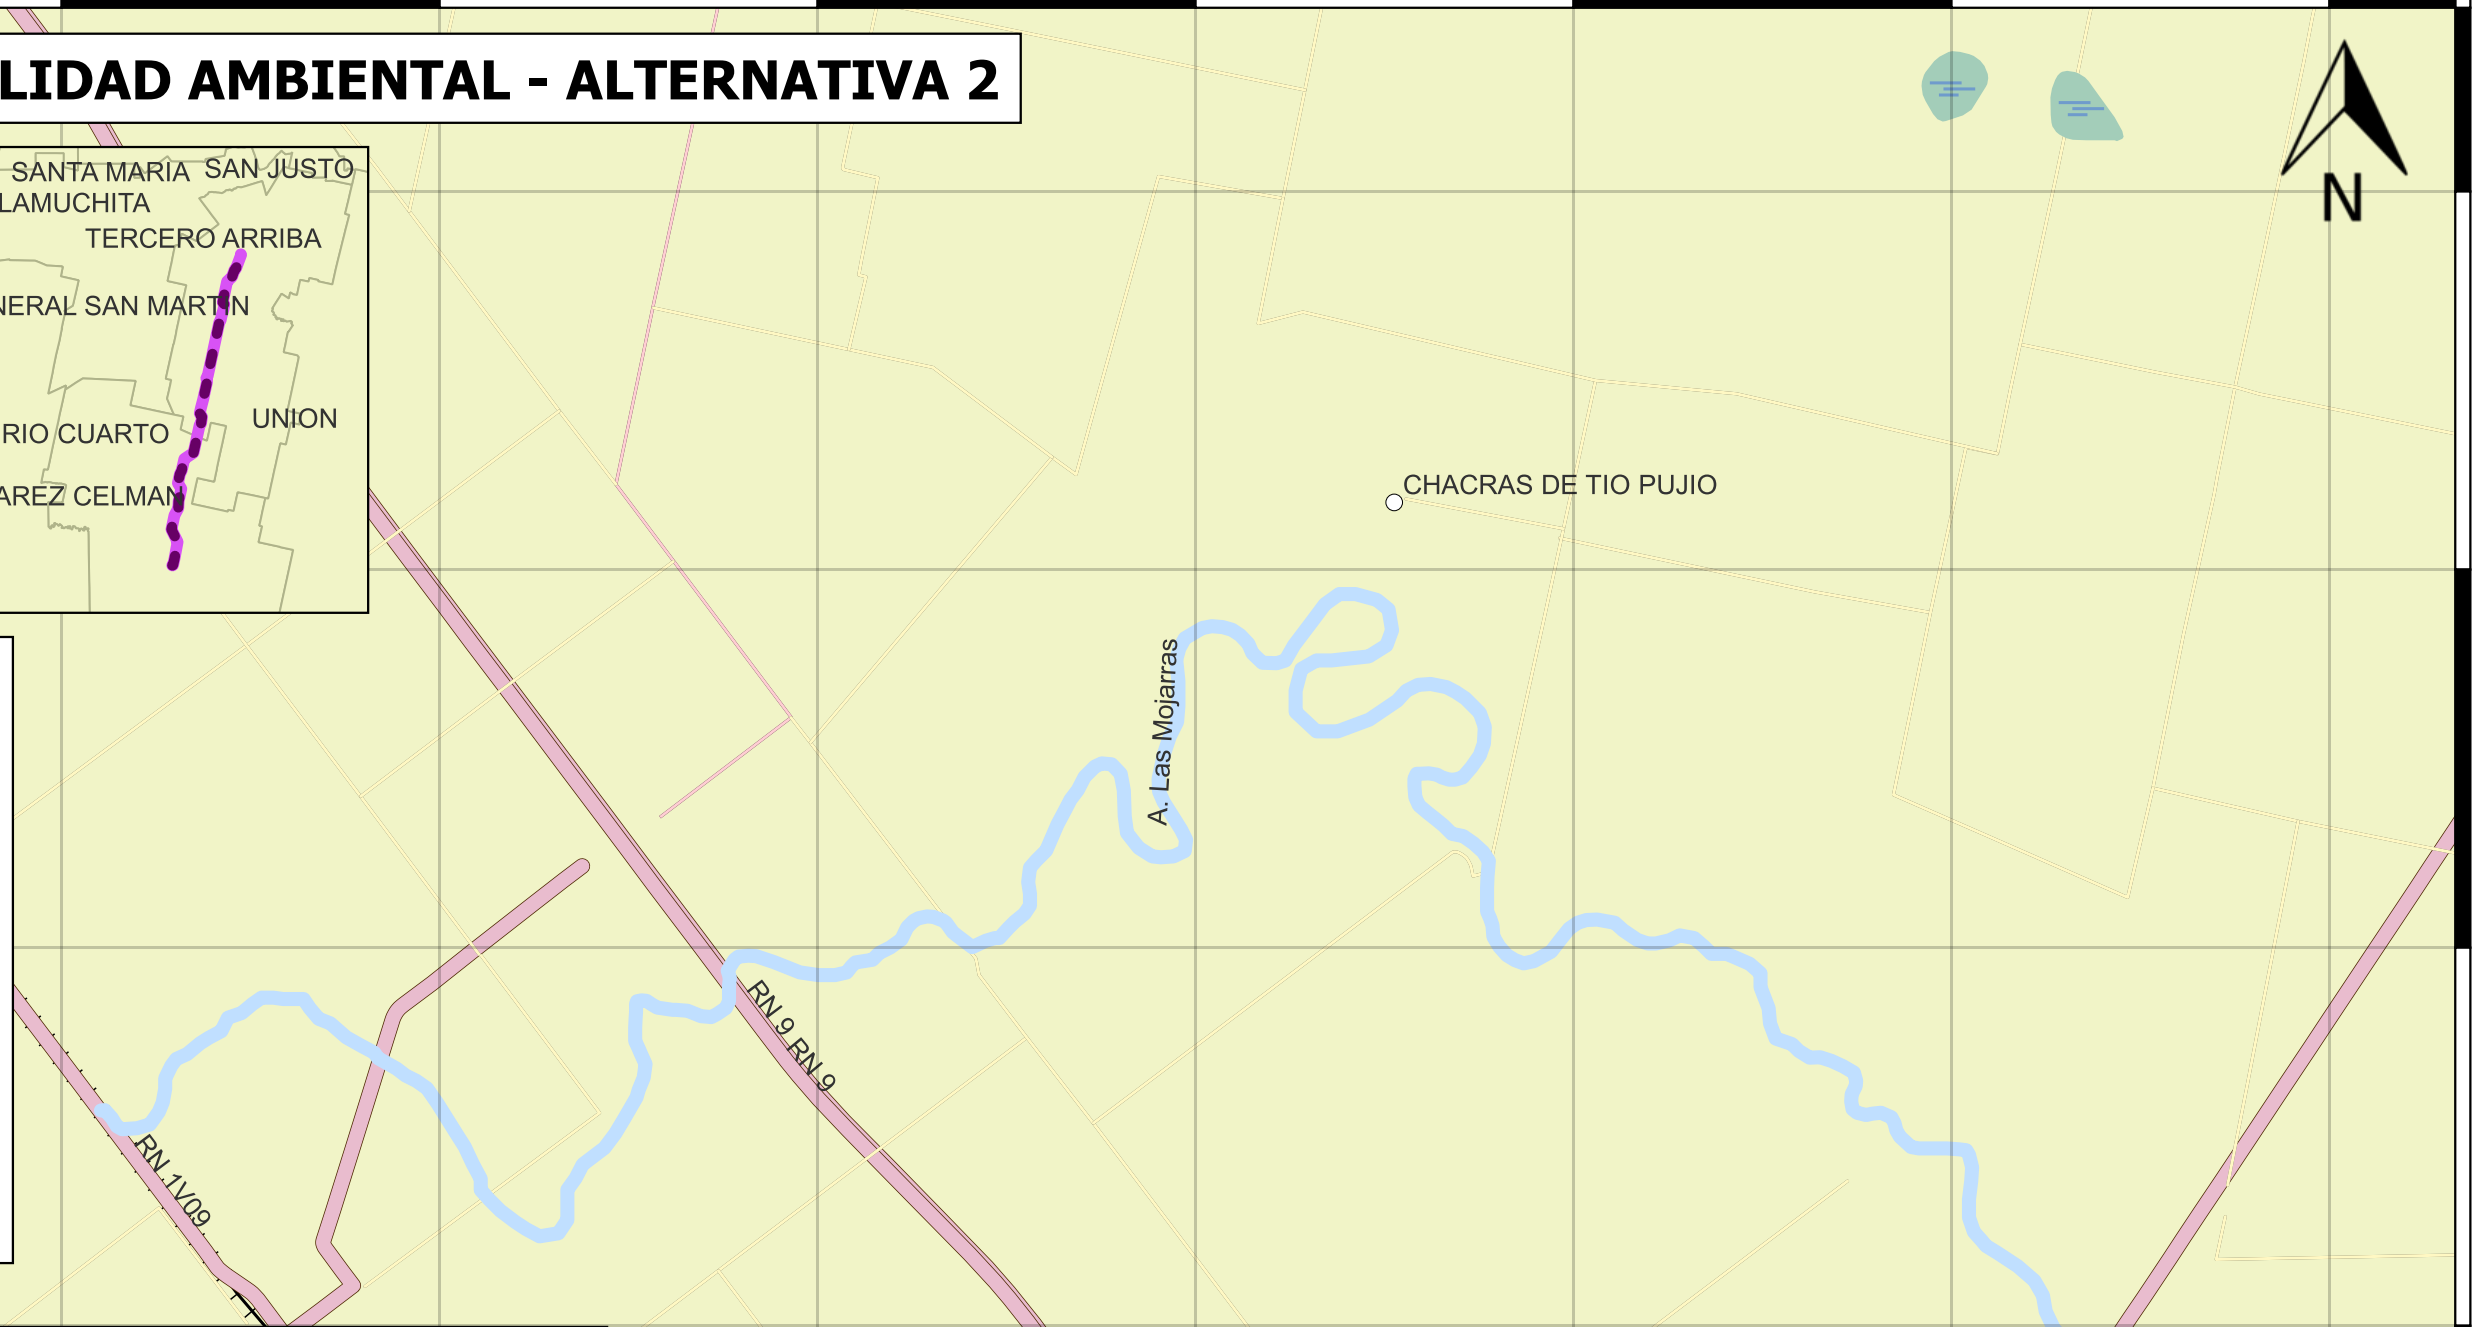 LIDAD AMBIENTAL - ALTERNATIVA 2
N
SANTA MARIA
SAN JUSTO
LAMUCHITA
TERCERO ARRIBA
NERAL SAN MARTIN
UNION
RIO CUARTO
AREZ CELMAN
CHACRAS DE TIO PUJIO
A. Las Mojarras
RN 9
RN 9
RN 1V09